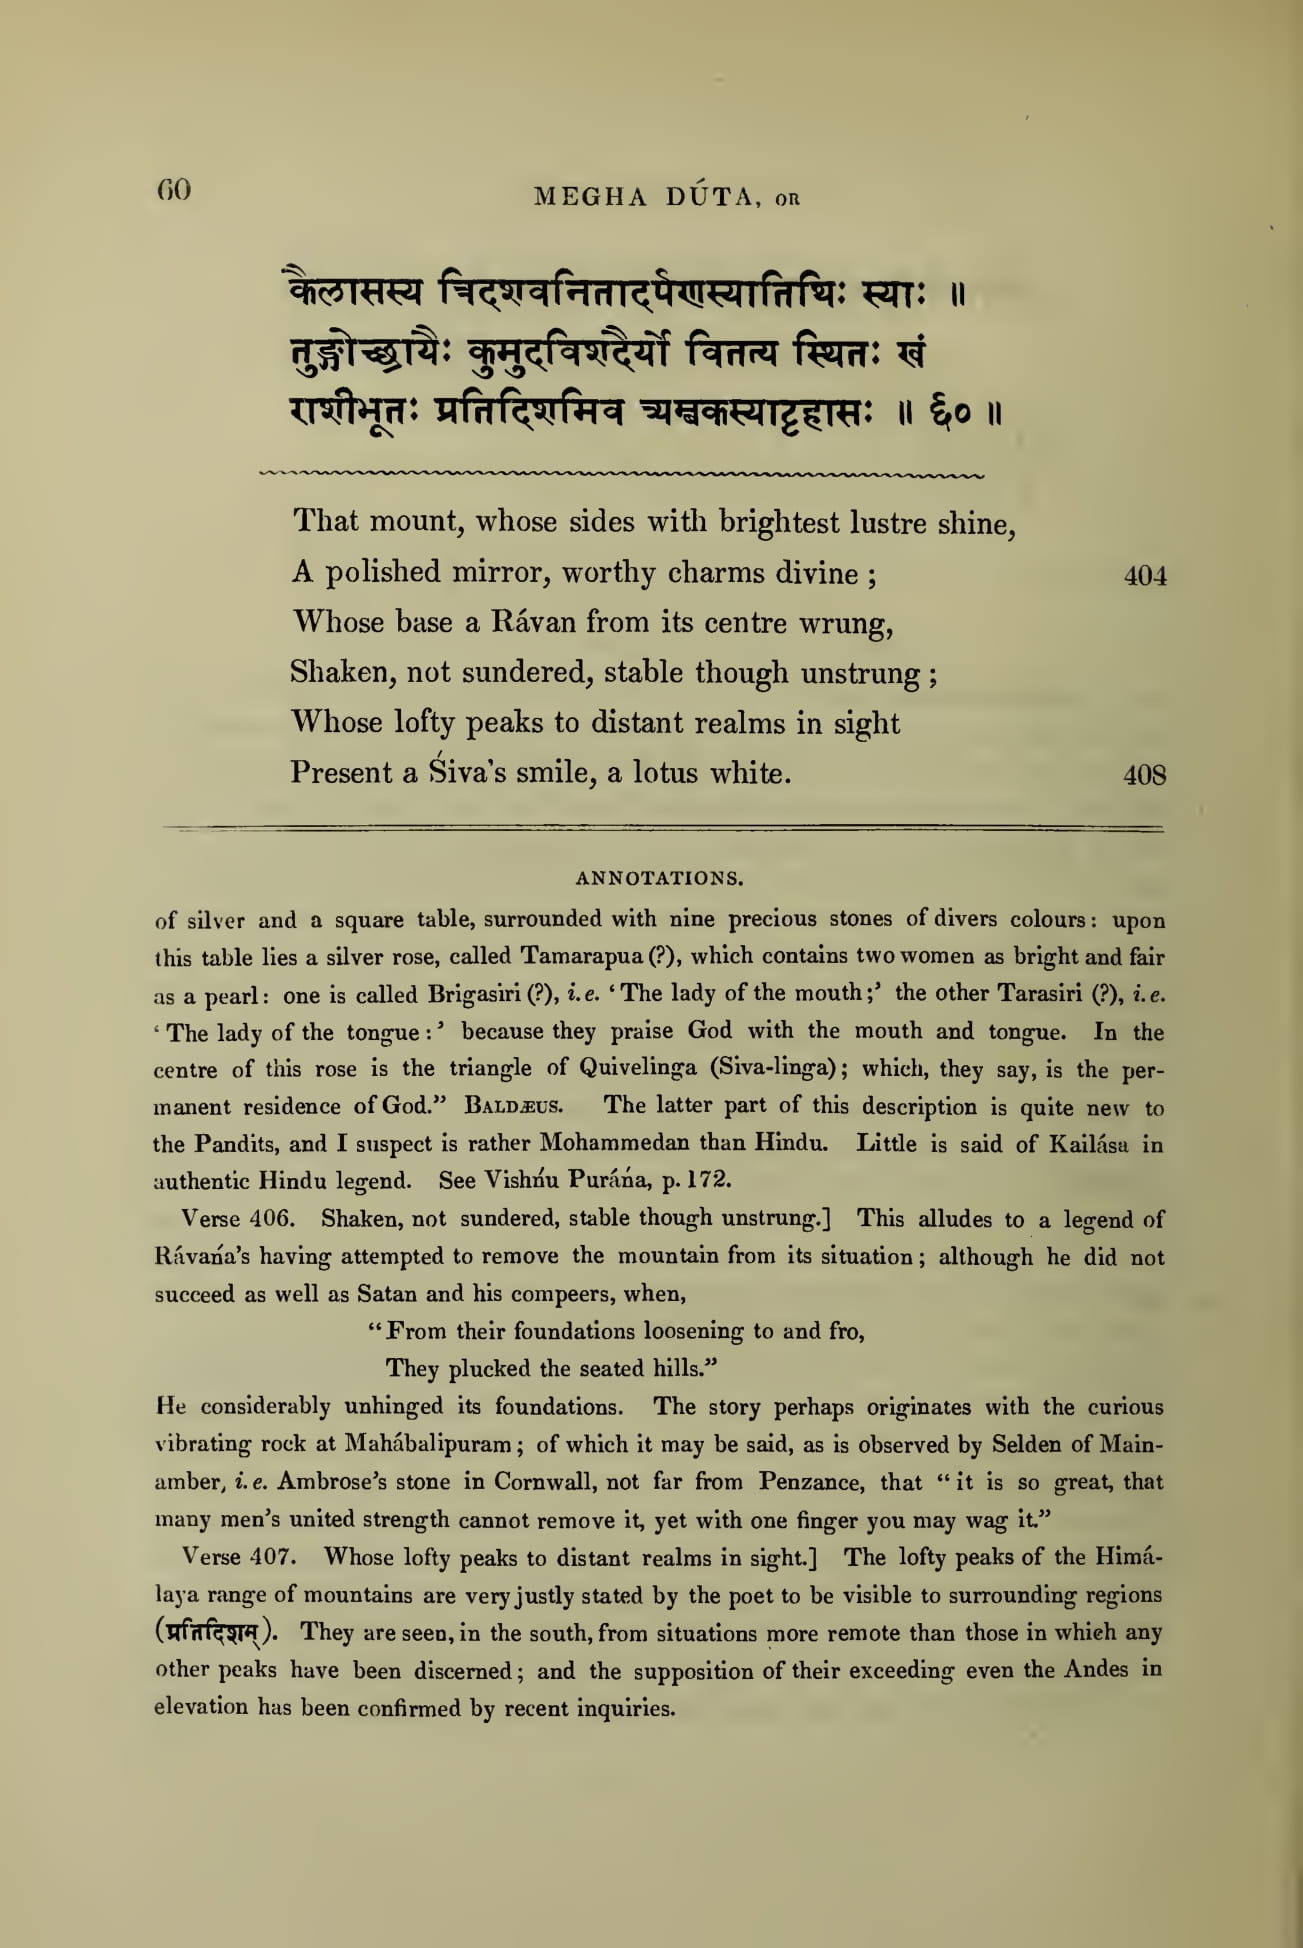 60
MEGHA DÚTA, OR
कैलासस्य त्रिदशवनितादर्पणस्यातिथिः स्याः ॥
तुङ्गोच्छ्रायैः कुमुदविशदैर्यो वितत्य स्थितः खं
राशीभूतः प्रतिदिशमिव त्र्यम्बकस्याट्टहासः ॥ ६० ॥
That mount, whose sides with brightest lustre shine,
A polished mirror, worthy charms divine ; 404
Whose base a Rávan from its centre wrung,
Shaken, not sundered, stable though unstrung ;
Whose lofty peaks to distant realms in sight
Present a Śiva's smile, a lotus white. 408
ANNOTATIONS.
of silver and a square table, surrounded with nine precious stones of divers colours: upon
this table lies a silver rose, called Tamarapua (?), which contains two women as bright and fair
as a pearl: one is called Brigasiri (?), i. e. ‘The lady of the mouth;’ the other Tarasiri (?), i. e.
‘The lady of the tongue:’ because they praise God with the mouth and tongue. In the
centre of this rose is the triangle of Quivelinga (Siva-linga); which, they say, is the per-
manent residence of God.” BALDÆUS. The latter part of this description is quite new to
the Pandits, and I suspect is rather Mohammedan than Hindu. Little is said of Kailása in
authentic Hindu legend. See Vishńu Puráńa, p. 172.
Verse 406. Shaken, not sundered, stable though unstrung.] This alludes to a legend of
Rávańa's having attempted to remove the mountain from its situation; although he did not
succeed as well as Satan and his compeers, when,
“From their foundations loosening to and fro,
They plucked the seated hills.”
He considerably unhinged its foundations. The story perhaps originates with the curious
vibrating rock at Mahábalipuram; of which it may be said, as is observed by Selden of Main-
amber, i. e. Ambrose's stone in Cornwall, not far from Penzance, that “it is so great, that
many men's united strength cannot remove it, yet with one finger you may wag it.”
Verse 407. Whose lofty peaks to distant realms in sight.] The lofty peaks of the Himá-
laya range of mountains are very justly stated by the poet to be visible to surrounding regions
(प्रतिदिशम्). They are seen, in the south, from situations more remote than those in which any
other peaks have been discerned; and the supposition of their exceeding even the Andes in
elevation has been confirmed by recent inquiries.